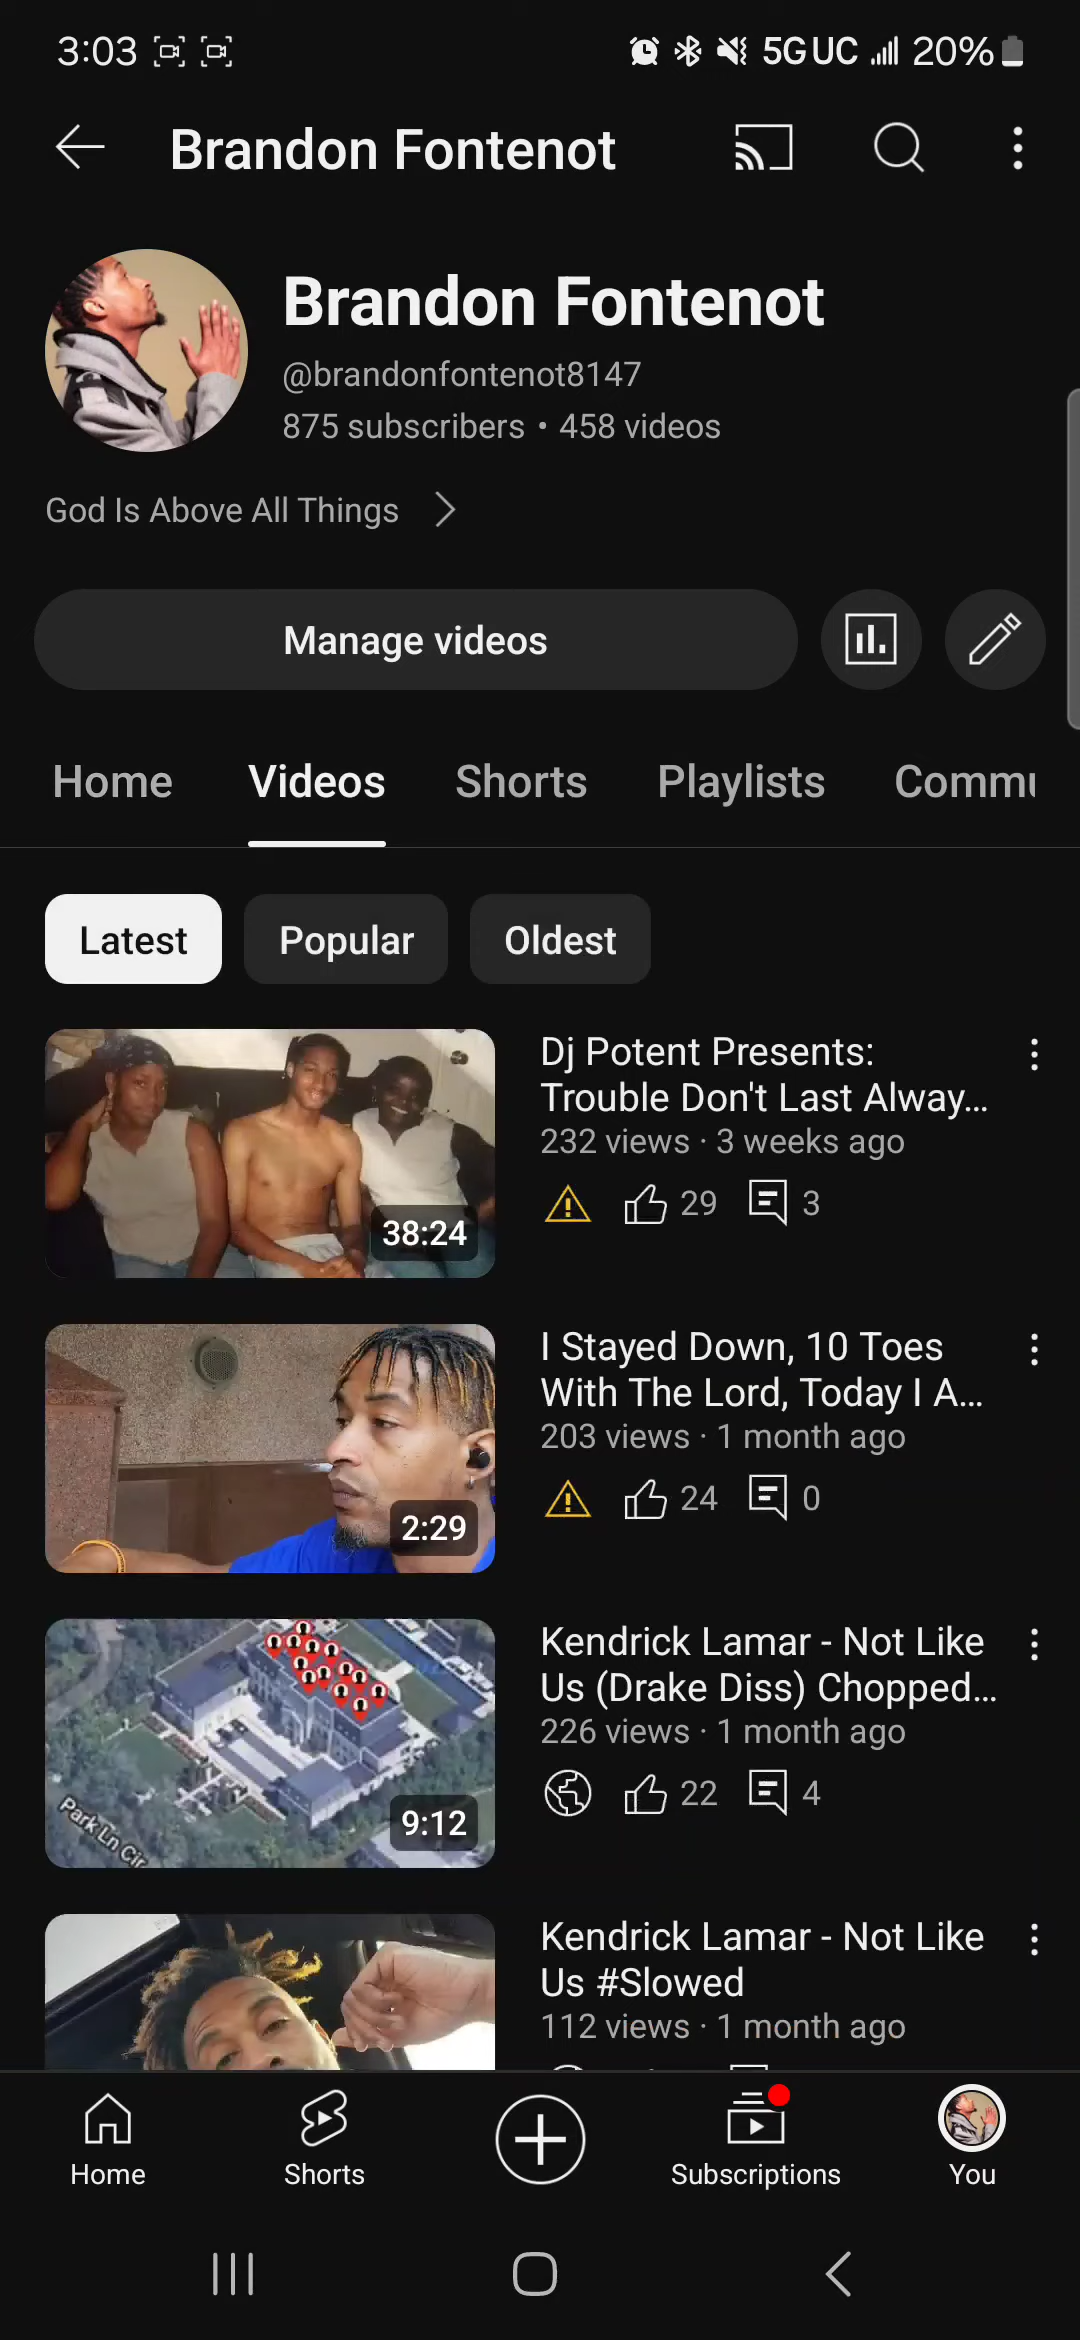 3:03
5G UC 20%
Brandon Fontenot
Brandon Fontenot
@brandonfontenot8147
875 subscribers • 458 videos
God Is Above All Things
Manage videos
Home Videos Shorts Playlists Commu
Latest Popular Oldest
38:24
Dj Potent Presents:
Trouble Don't Last Alway...
232 views · 3 weeks ago
29 3
2:29
I Stayed Down, 10 Toes
With The Lord, Today I A...
203 views · 1 month ago
24 0
Park Ln Cir
9:12
Kendrick Lamar - Not Like
Us (Drake Diss) Chopped...
226 views · 1 month ago
22 4
Kendrick Lamar - Not Like
Us #Slowed
112 views · 1 month ago
Home Shorts Subscriptions You